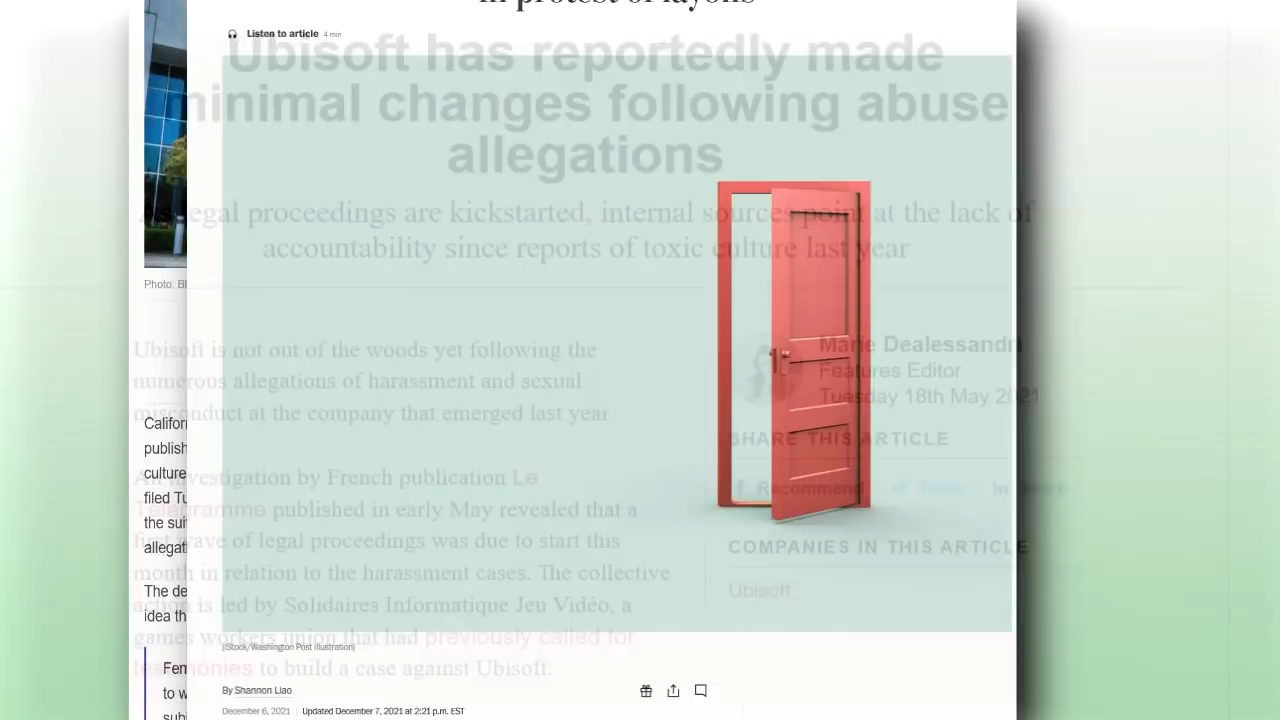 in protest of layoffs
Listen to article 4 min
Ubisoft has reportedly made
minimal changes following abuse
allegations
As legal proceedings are kickstarted, internal sources point at the lack of
accountability since reports of toxic culture last year
Photo:
Ubisoft is not out of the woods yet following the
numerous allegations of harassment and sexual
misconduct at the company that emerged last year.
An investigation by French publication Le
Télégramme published in early May revealed that a
first wave of legal proceedings was due to start this
month in relation to the harassment cases. The collective
action is led by Solidaires Informatique Jeu Vidéo, a
games workers union that had previously called for
testimonies to build a case against Ubisoft.
Marie Dealessandri
Features Editor
Tuesday 18th May 2021
SHARE THIS ARTICLE
Recommend
COMPANIES IN THIS ARTICLE
Ubisoft
Califor
publish
culture
filed Tu
the sui
allegat
The de
idea th
Fem
to w
subj
(iStock/Washington Post illustration)
By Shannon Liao
December 6, 2021 | Updated December 7, 2021 at 2:21 p.m. EST